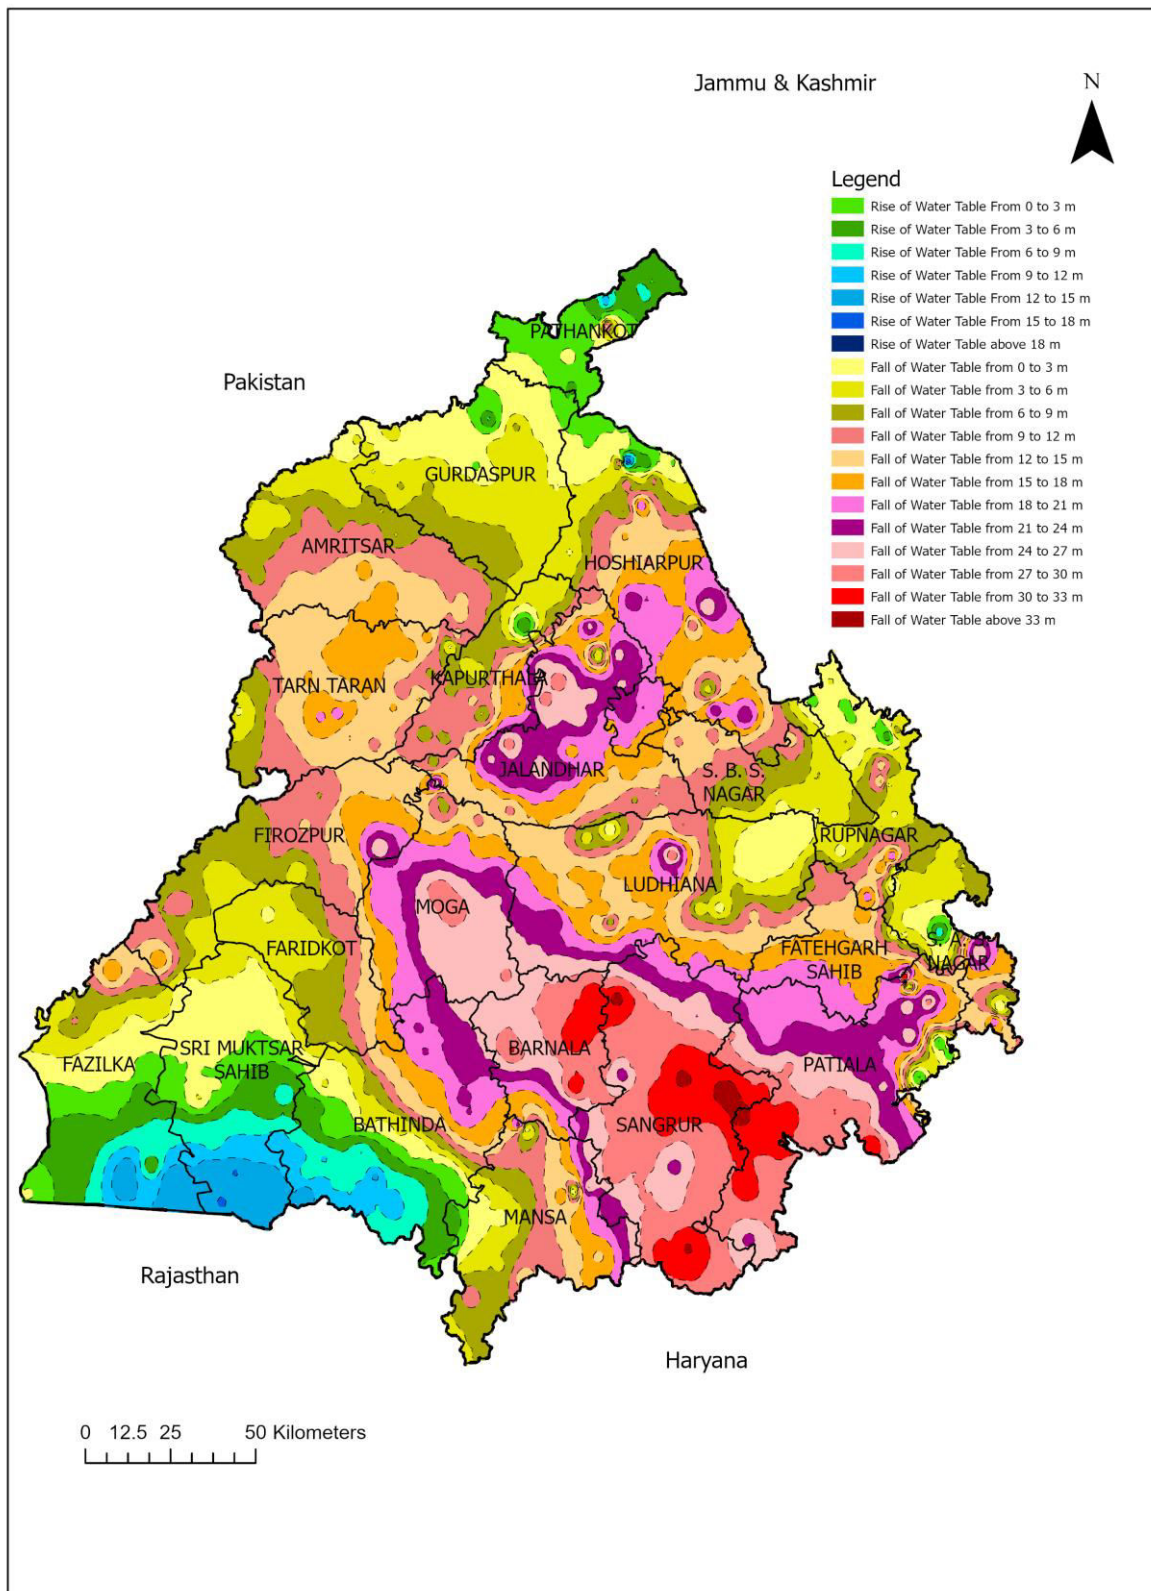 Jammu & Kashmir
N
Legend
Rise of Water Table From 0 to 3 m
Rise of Water Table From 3 to 6 m
Rise of Water Table From 6 to 9 m
Rise of Water Table From 9 to 12 m
Rise of Water Table From 12 to 15 m
Rise of Water Table From 15 to 18 m
Rise of Water Table above 18 m
Fall of Water Table from 0 to 3 m
Fall of Water Table from 3 to 6 m
Fall of Water Table from 6 to 9 m
Fall of Water Table from 9 to 12 m
Fall of Water Table from 12 to 15 m
Fall of Water Table from 15 to 18 m
Fall of Water Table from 18 to 21 m
Fall of Water Table from 21 to 24 m
Fall of Water Table from 24 to 27 m
Fall of Water Table from 27 to 30 m
Fall of Water Table from 30 to 33 m
Fall of Water Table above 33 m
PATHANKOT
Pakistan
GURDASPUR
AMRITSAR
HOSHIARPUR
KAPURTHALA
TARN TARAN
JALANDHAR
S. B. S.
NAGAR
FIROZPUR
RUPNAGAR
LUDHIANA
MOGA
FARIDKOT
FATEHGARH
SAHIB
S. A. S.
NAGAR
SRI MUKTSAR
SAHIB
FAZILKA
BARNALA
PATIALA
BATHINDA
SANGRUR
MANSA
Rajasthan
Haryana
0 12.5 25 50 Kilometers